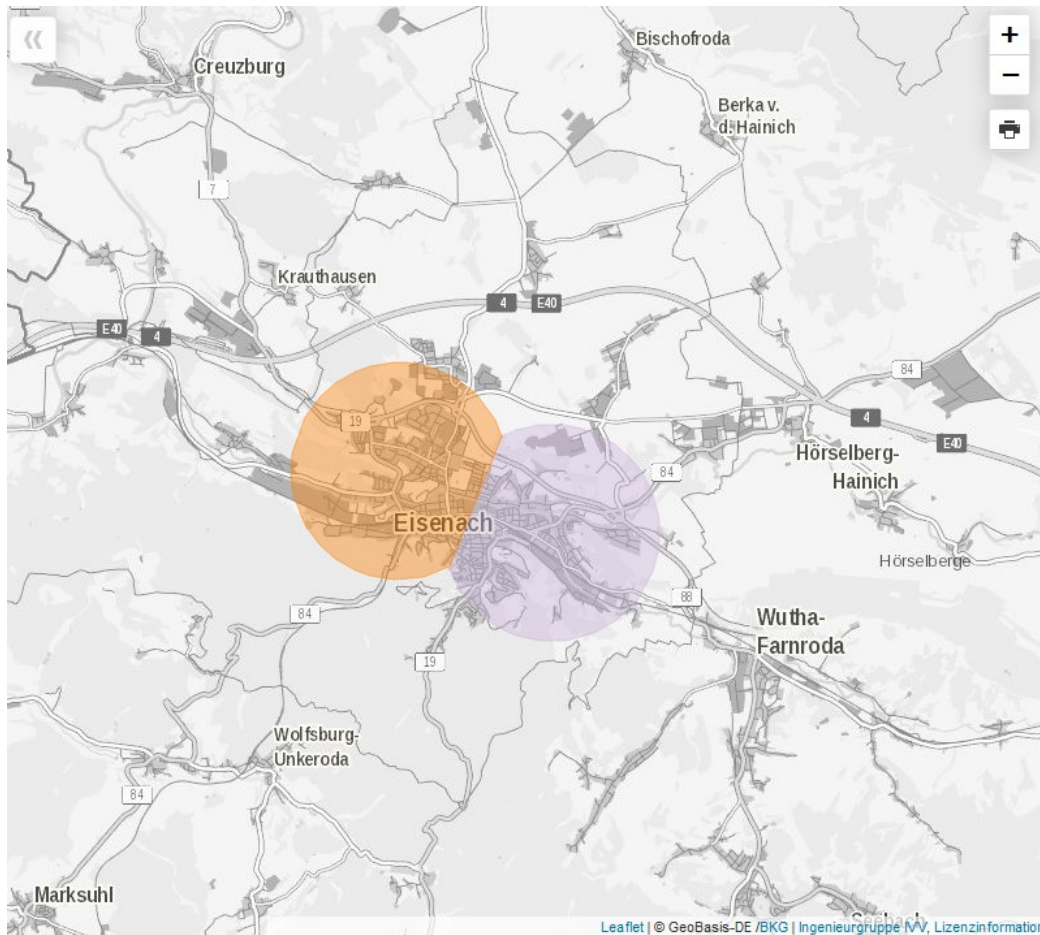 «
+
−
Bischofroda
Creuzburg
Berka v.
d. Hainich
7
Krauthausen
4 E40
E40 4
84
19
4
E40
Hörselberg-
Hainich
84
Eisenach
Hörselberge
88
84
Wutha-
Farnroda
19
Wolfsburg-
Unkeroda
84
Marksuhl
Seebach
Leaflet | © GeoBasis-DE /BKG | Ingenieurgruppe IVV, Lizenzinformation